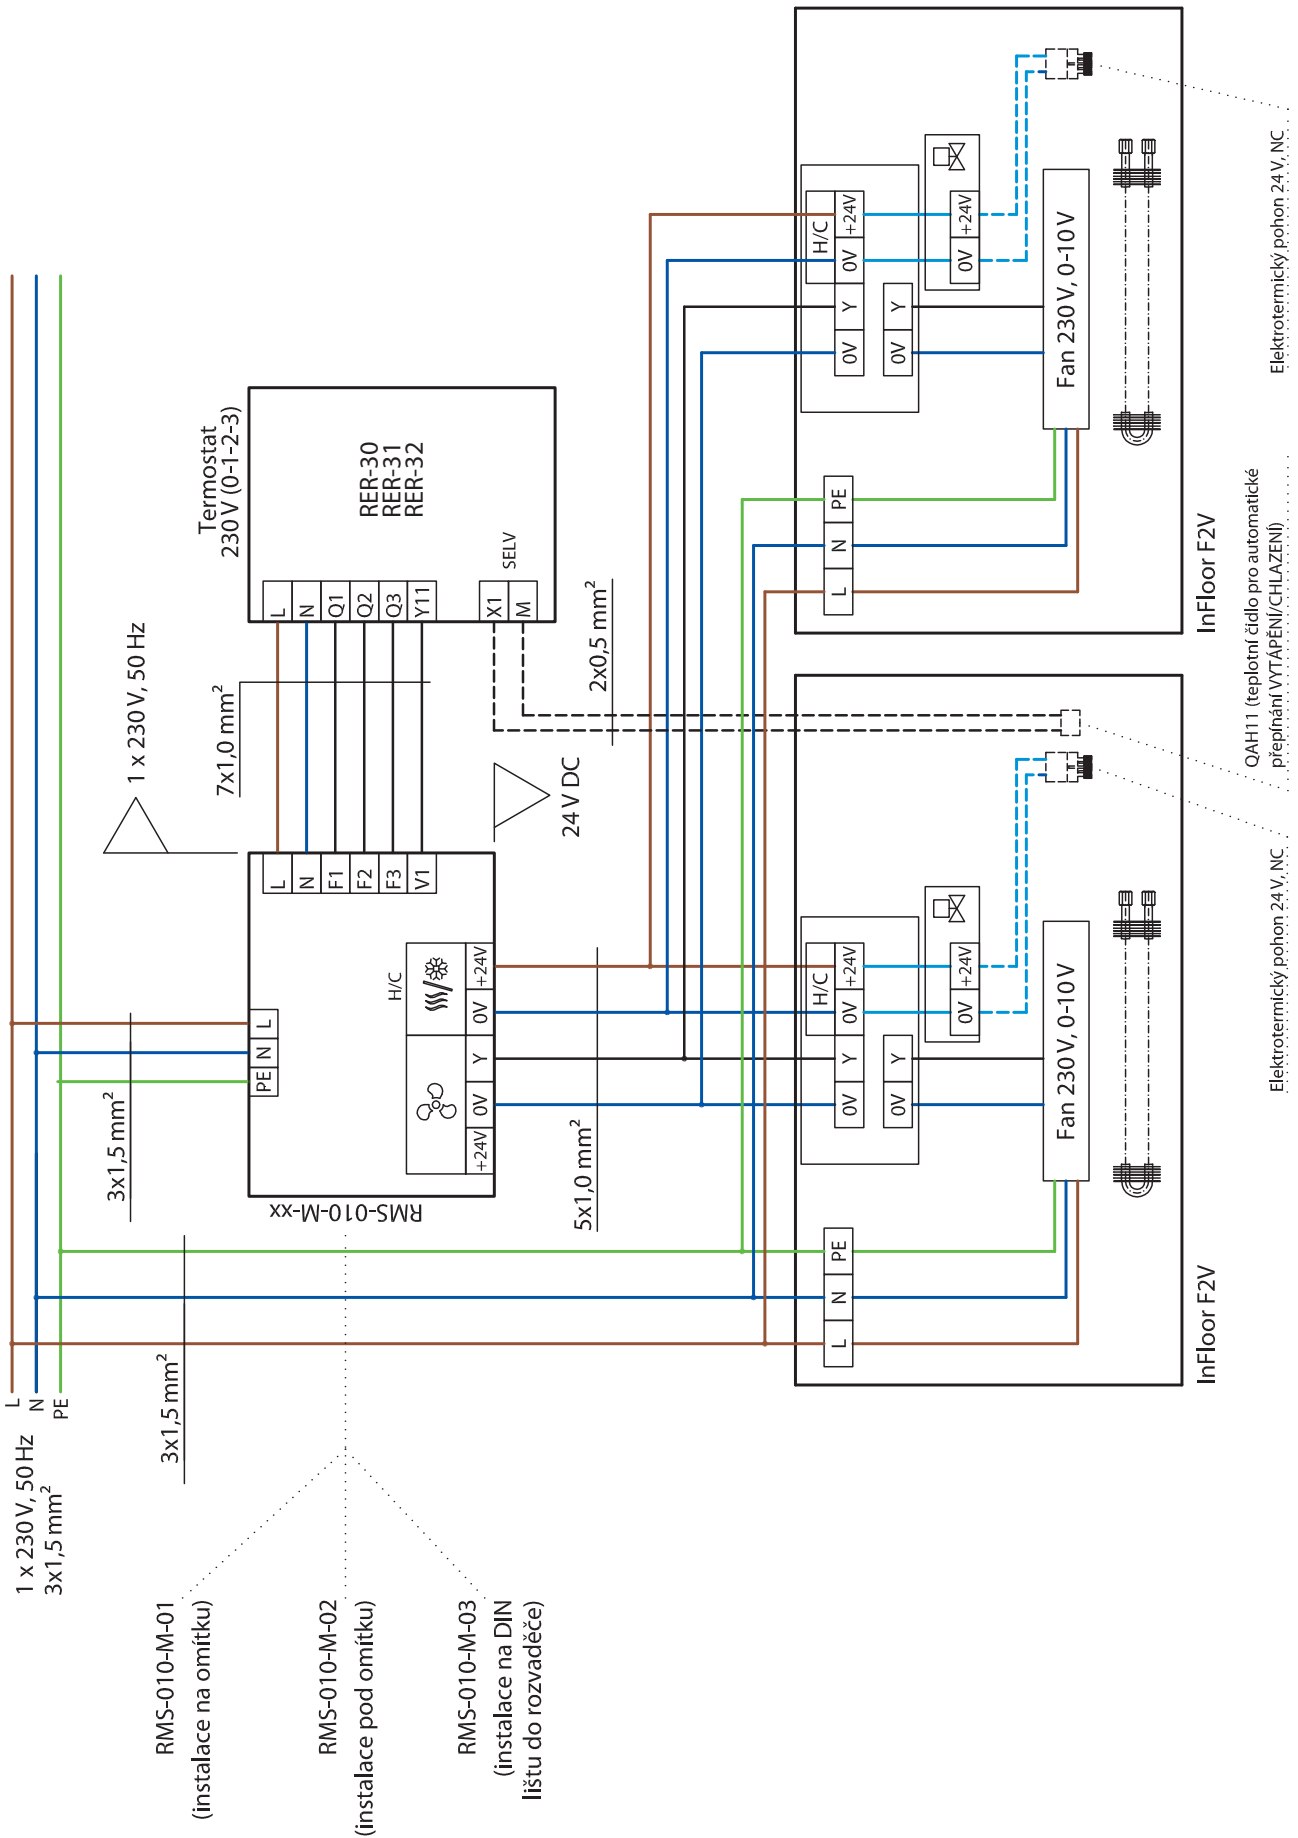 L
N
PE
1 x 230 V, 50 Hz
3x1,5 mm²
3x1,5 mm²
3x1,5 mm²
RMS-010-M-01
(instalace na omítku)
RMS-010-M-02
(instalace pod omítku)
RMS-010-M-03
(instalace na DIN
lištu do rozvaděče)
RMS-010-M-xx
PE N L
L
N
F1
F2
F3
V1
H/C
+24V 0V Y 0V +24V
1 x 230 V, 50 Hz
7x1,0 mm²
24 V DC
5x1,0 mm²
Termostat
230 V (0-1-2-3)
RER-30
RER-31
RER-32
L
N
Q1
Q2
Q3
Y11
X1
M
SELV
2x0,5 mm²
L N PE
H/C
0V Y 0V +24V
0V Y
0V +24V
Fan 230 V, 0-10 V
InFloor F2V
L N PE
H/C
0V Y 0V +24V
0V Y
0V +24V
Fan 230 V, 0-10 V
InFloor F2V
Elektrotermický pohon 24 V, NC
QAH11 (teplotní čidlo pro automatické
přepínání VYTÁPĚNÍ/CHLAZENÍ)
Elektrotermický pohon 24 V, NC